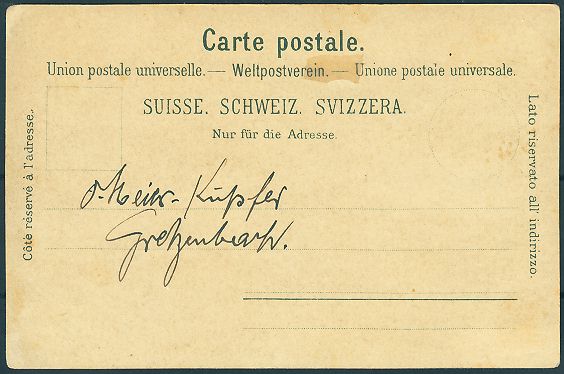 Carte postale.
Union postale universelle. — Weltpostverein. — Unione postale universale.
SUISSE. SCHWEIZ. SVIZZERA.
Nur für die Adresse.
Côté réservé à l'adresse.
Lato riservato all' indirizzo.
Meier-Kupfer
Gretzenbach.